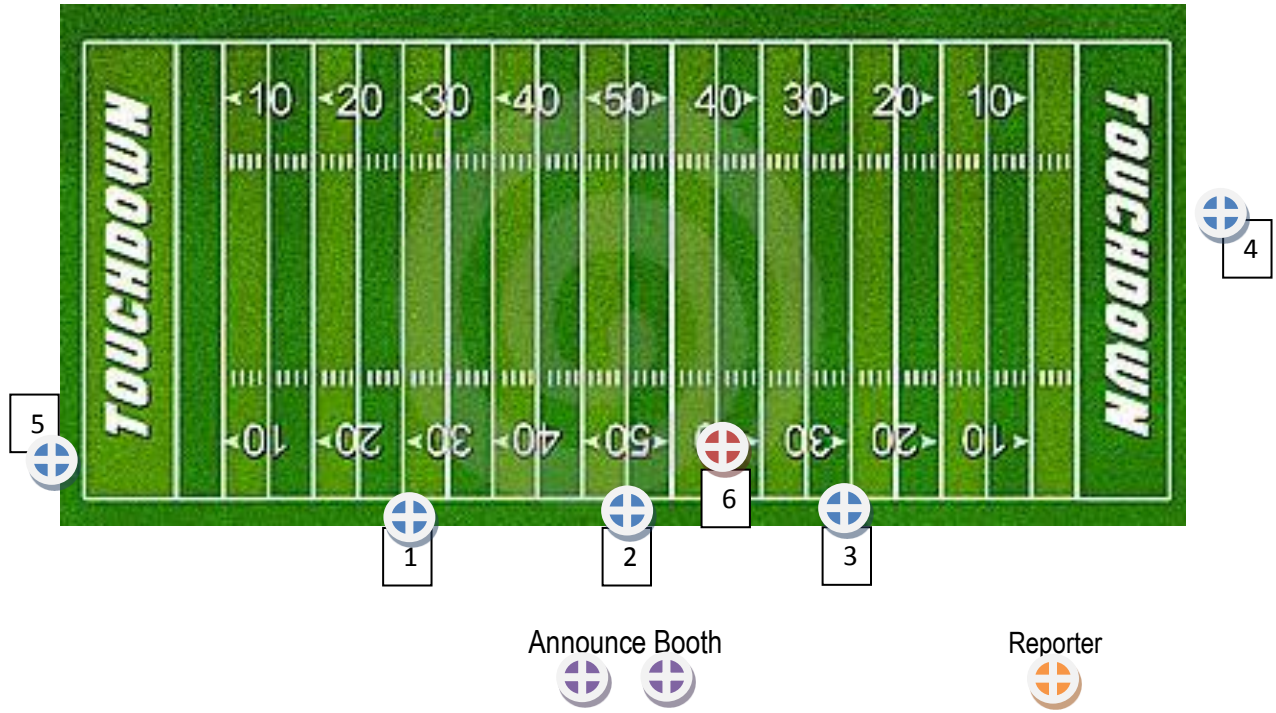 ◄10 ◄20 ◄30 ◄40 ◄50► 40► 30► 20► 10►
TOUCHDOWN
TOUCHDOWN
4
5
◄10 ◄20 ◄30 ◄40 ◄50► 30► 20► 10►
6
1
2
3
Announce Booth
Reporter